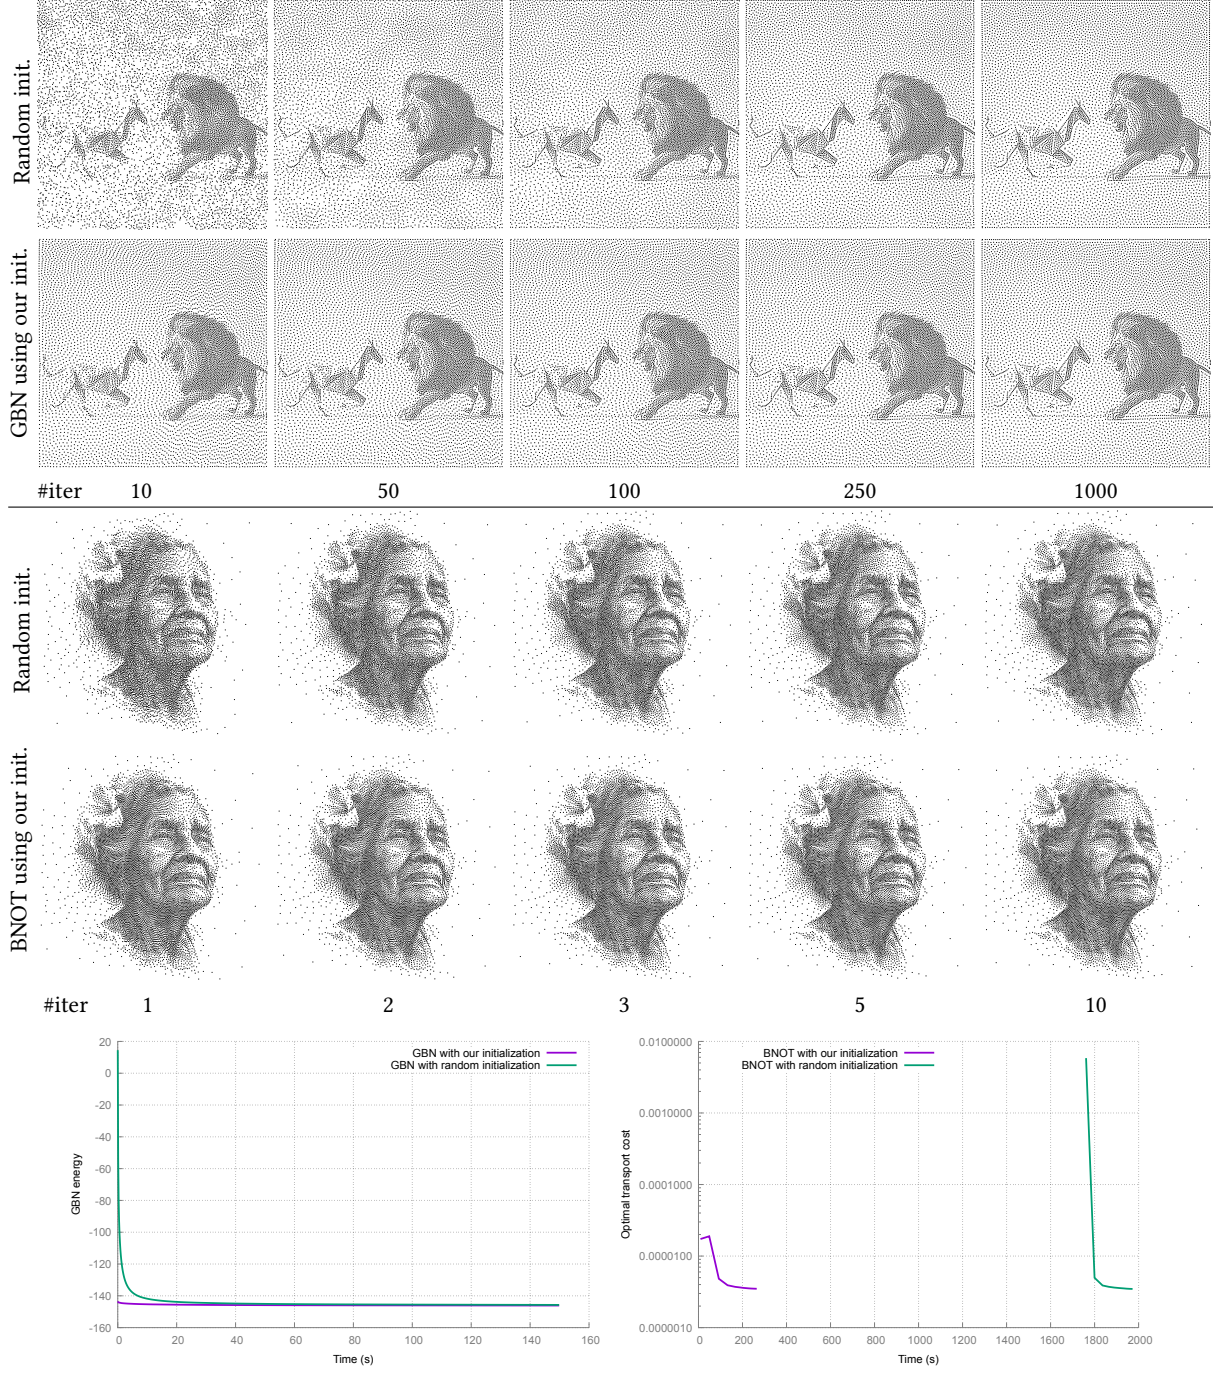 Random init.
GBN using our init.
#iter 10 50 100 250 1000
Random init.
BNOT using our init.
#iter 1 2 3 5 10
GBN with our initialization
GBN with random initialization
20
0
-20
-40
-60
-80
-100
-120
-140
-160
GBN energy
0 20 40 60 80 100 120 140 160
Time (s)
BNOT with our initialization
BNOT with random initialization
0.0100000
0.0010000
0.0001000
0.0000100
0.0000010
Optimal transport cost
0 200 400 600 800 1000 1200 1400 1600 1800 2000
Time (s)